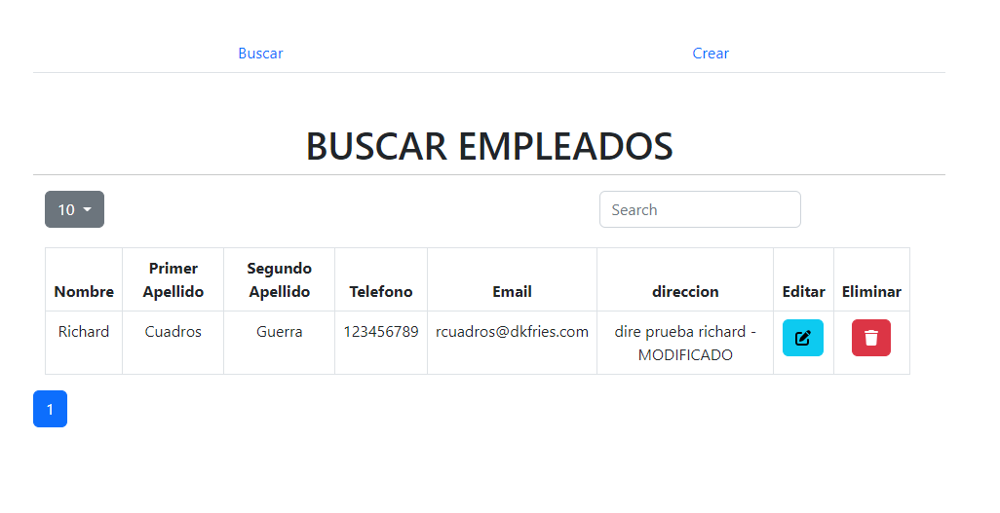 Buscar Crear
BUSCAR EMPLEADOS
10 Search
Nombre Primer Apellido Segundo Apellido Telefono Email direccion Editar Eliminar
Richard Cuadros Guerra 123456789 rcuadros@dkfries.com dire prueba richard - MODIFICADO
1